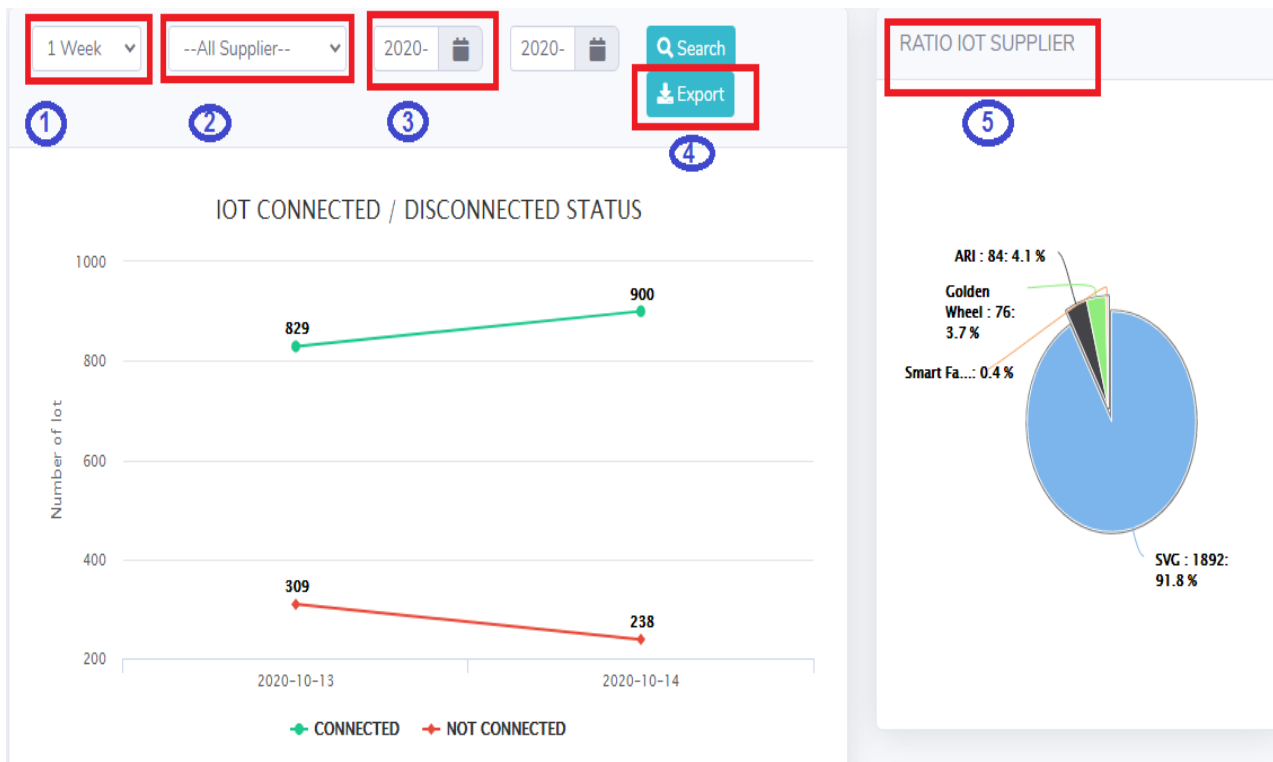 1 Week
--All Supplier--
2020-
2020-
Search
Export
1
2
3
4
RATIO IOT SUPPLIER
5
IOT CONNECTED / DISCONNECTED STATUS
Number of Iot
1000
800
600
400
200
829
900
309
238
2020-10-13
2020-10-14
CONNECTED
NOT CONNECTED
ARI : 84: 4.1 %
Golden
Wheel : 76:
3.7 %
Smart Fa...: 0.4 %
SVG : 1892:
91.8 %